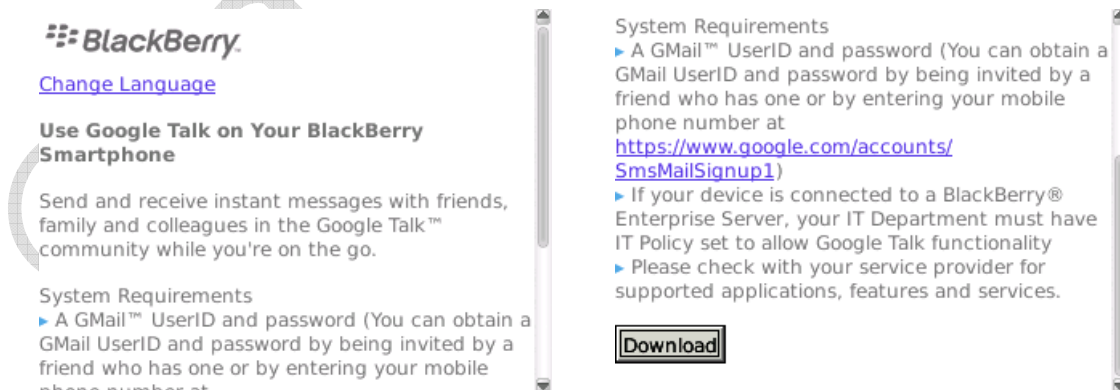 BlackBerry.
Change Language
Use Google Talk on Your BlackBerry
Smartphone
Send and receive instant messages with friends,
family and colleagues in the Google Talk™
community while you're on the go.
System Requirements
▸ A GMail™ UserID and password (You can obtain a
GMail UserID and password by being invited by a
friend who has one or by entering your mobile
phone number at
System Requirements
▸ A GMail™ UserID and password (You can obtain a
GMail UserID and password by being invited by a
friend who has one or by entering your mobile
phone number at
https://www.google.com/accounts/
SmsMailSignup1)
▸ If your device is connected to a BlackBerry®
Enterprise Server, your IT Department must have
IT Policy set to allow Google Talk functionality
▸ Please check with your service provider for
supported applications, features and services.
Download